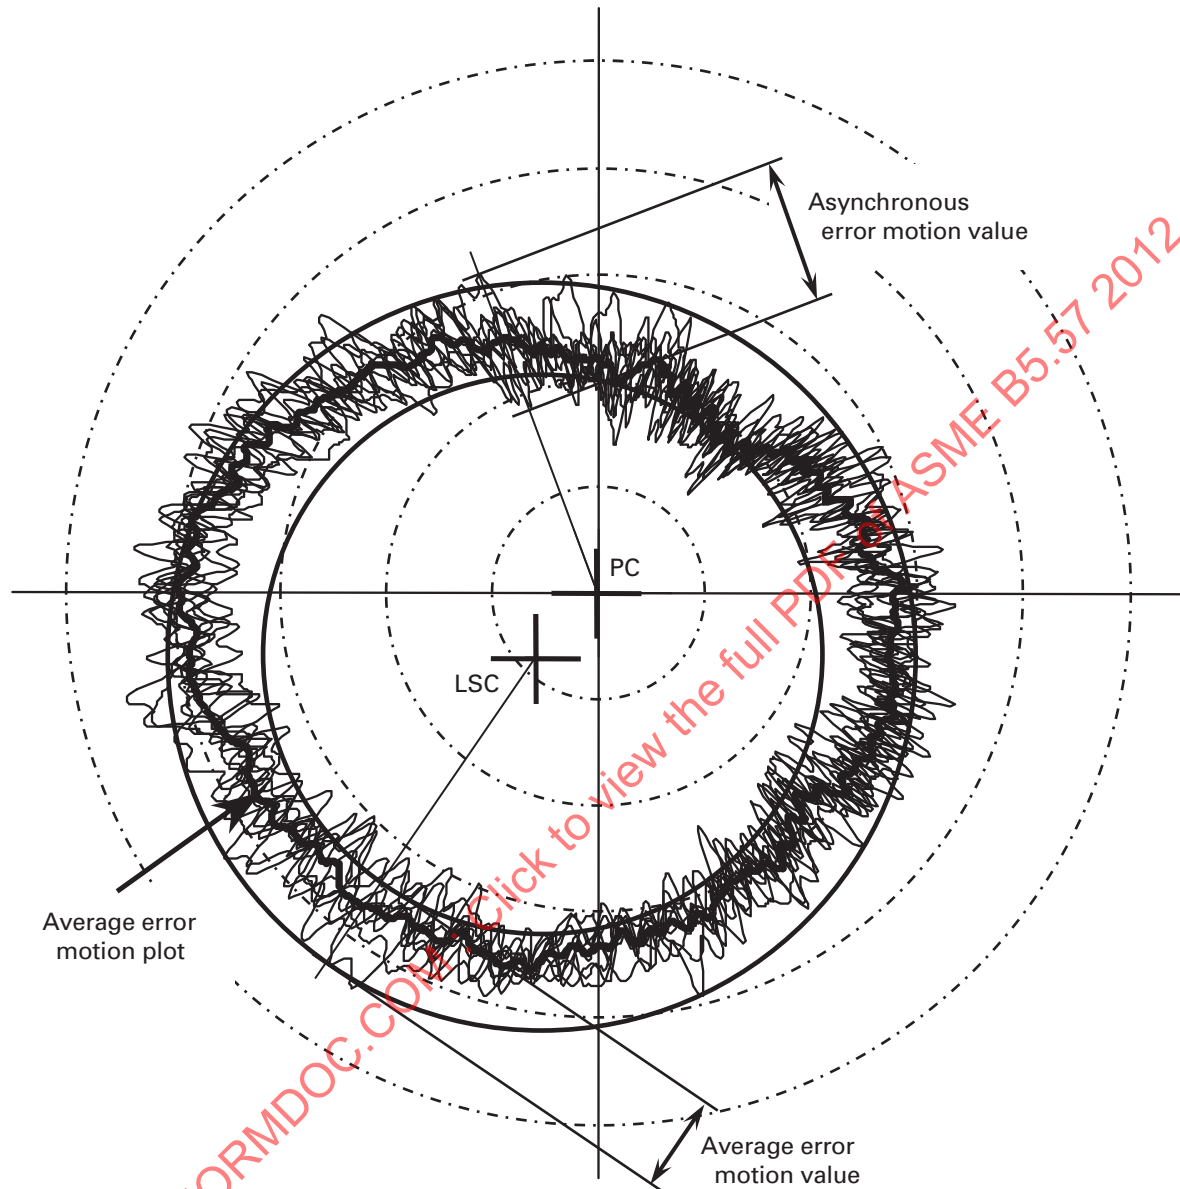 Asynchronous
error motion value
PC
LSC
Average error
motion plot
Average error
motion value
ORMDOC.COM : Click to view the full PDF of ASME B5.57 2012